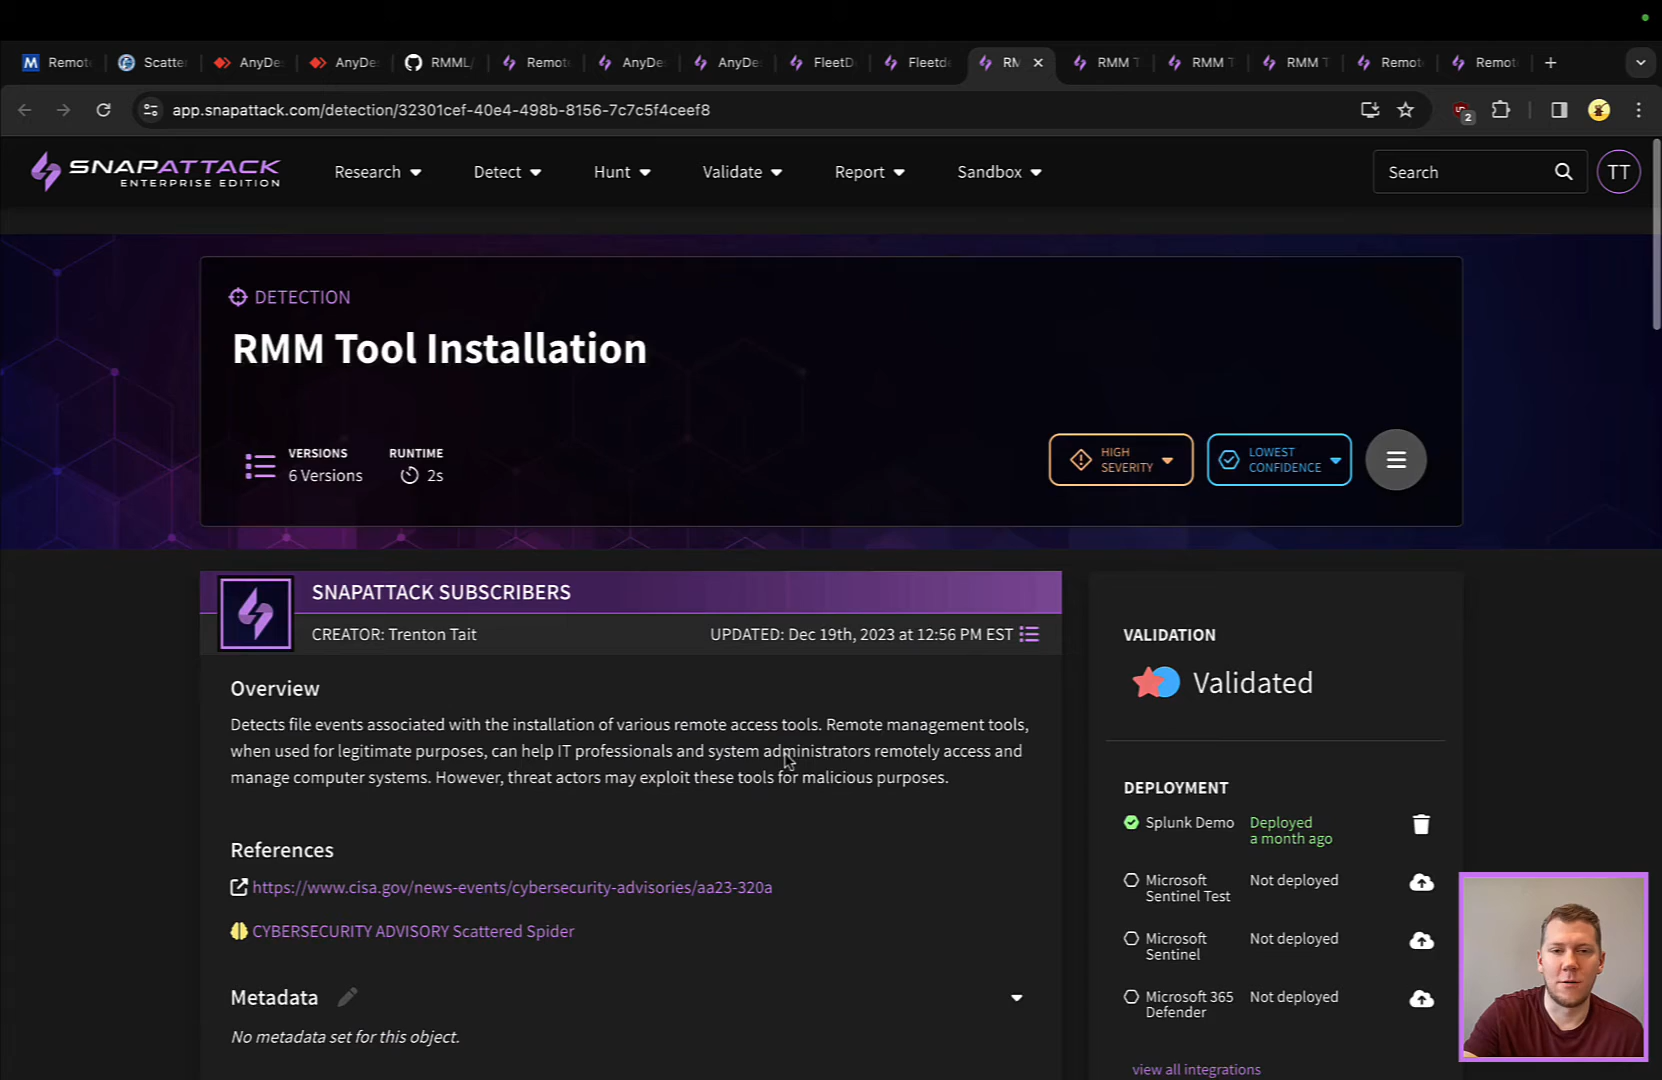 Remot
Scatte
AnyDe
AnyDe
RMML/
Remot
AnyDe
AnyDe
FleetD
Fleetd
RM
RMM T
RMM T
RMM T
Remot
Remot
app.snapattack.com/detection/32301cef-40e4-498b-8156-7c7c5f4ceef8
2
SNAPATTACK
ENTERPRISE EDITION
Research
Detect
Hunt
Validate
Report
Sandbox
Search
TT
DETECTION
RMM Tool Installation
VERSIONS
6 Versions
RUNTIME
2s
HIGH
SEVERITY
LOWEST
CONFIDENCE
SNAPATTACK SUBSCRIBERS
CREATOR: Trenton Tait
UPDATED: Dec 19th, 2023 at 12:56 PM EST
Overview
Detects file events associated with the installation of various remote access tools. Remote management tools,
when used for legitimate purposes, can help IT professionals and system administrators remotely access and
manage computer systems. However, threat actors may exploit these tools for malicious purposes.
References
https://www.cisa.gov/news-events/cybersecurity-advisories/aa23-320a
CYBERSECURITY ADVISORY Scattered Spider
Metadata
No metadata set for this object.
VALIDATION
Validated
DEPLOYMENT
Splunk Demo
Deployed
a month ago
Microsoft
Sentinel Test
Not deployed
Microsoft
Sentinel
Not deployed
Microsoft 365
Defender
Not deployed
view all integrations